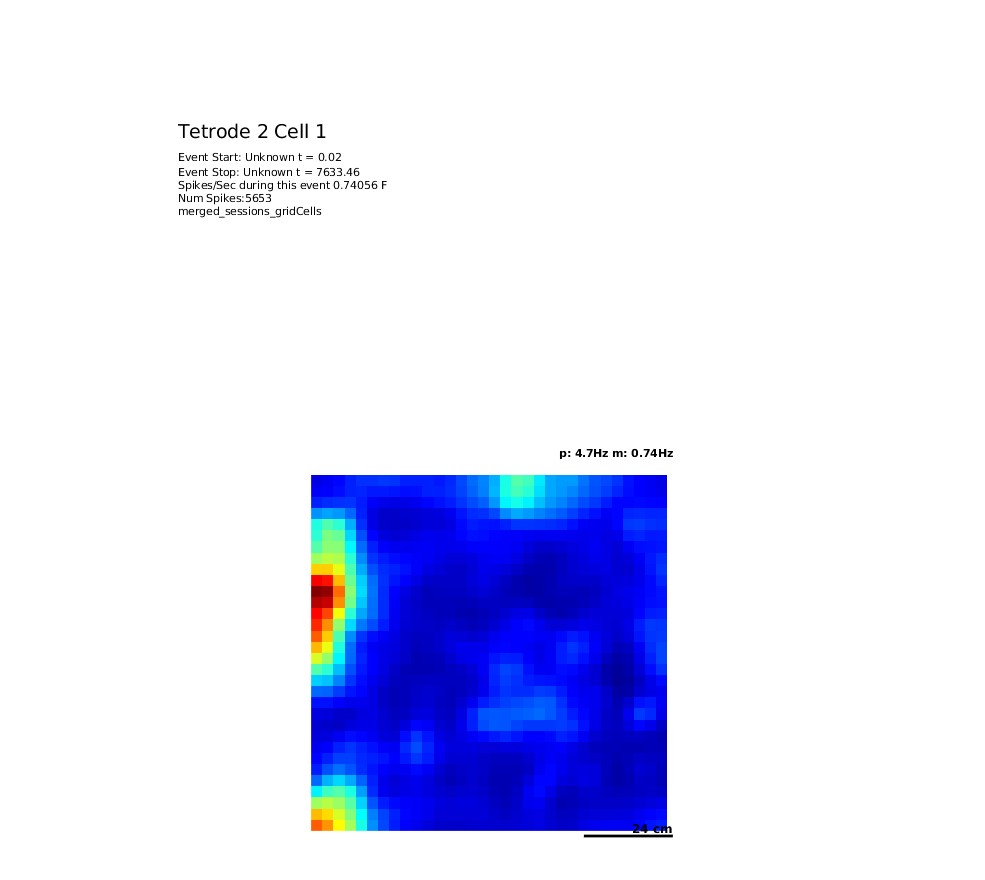 Tetrode 2 Cell 1
Event Start: Unknown t = 0.02
Event Stop: Unknown t = 7633.46
Spikes/Sec during this event 0.74056 F
Num Spikes:5653
merged_sessions_gridCells
p: 4.7Hz m: 0.74Hz
24 cm